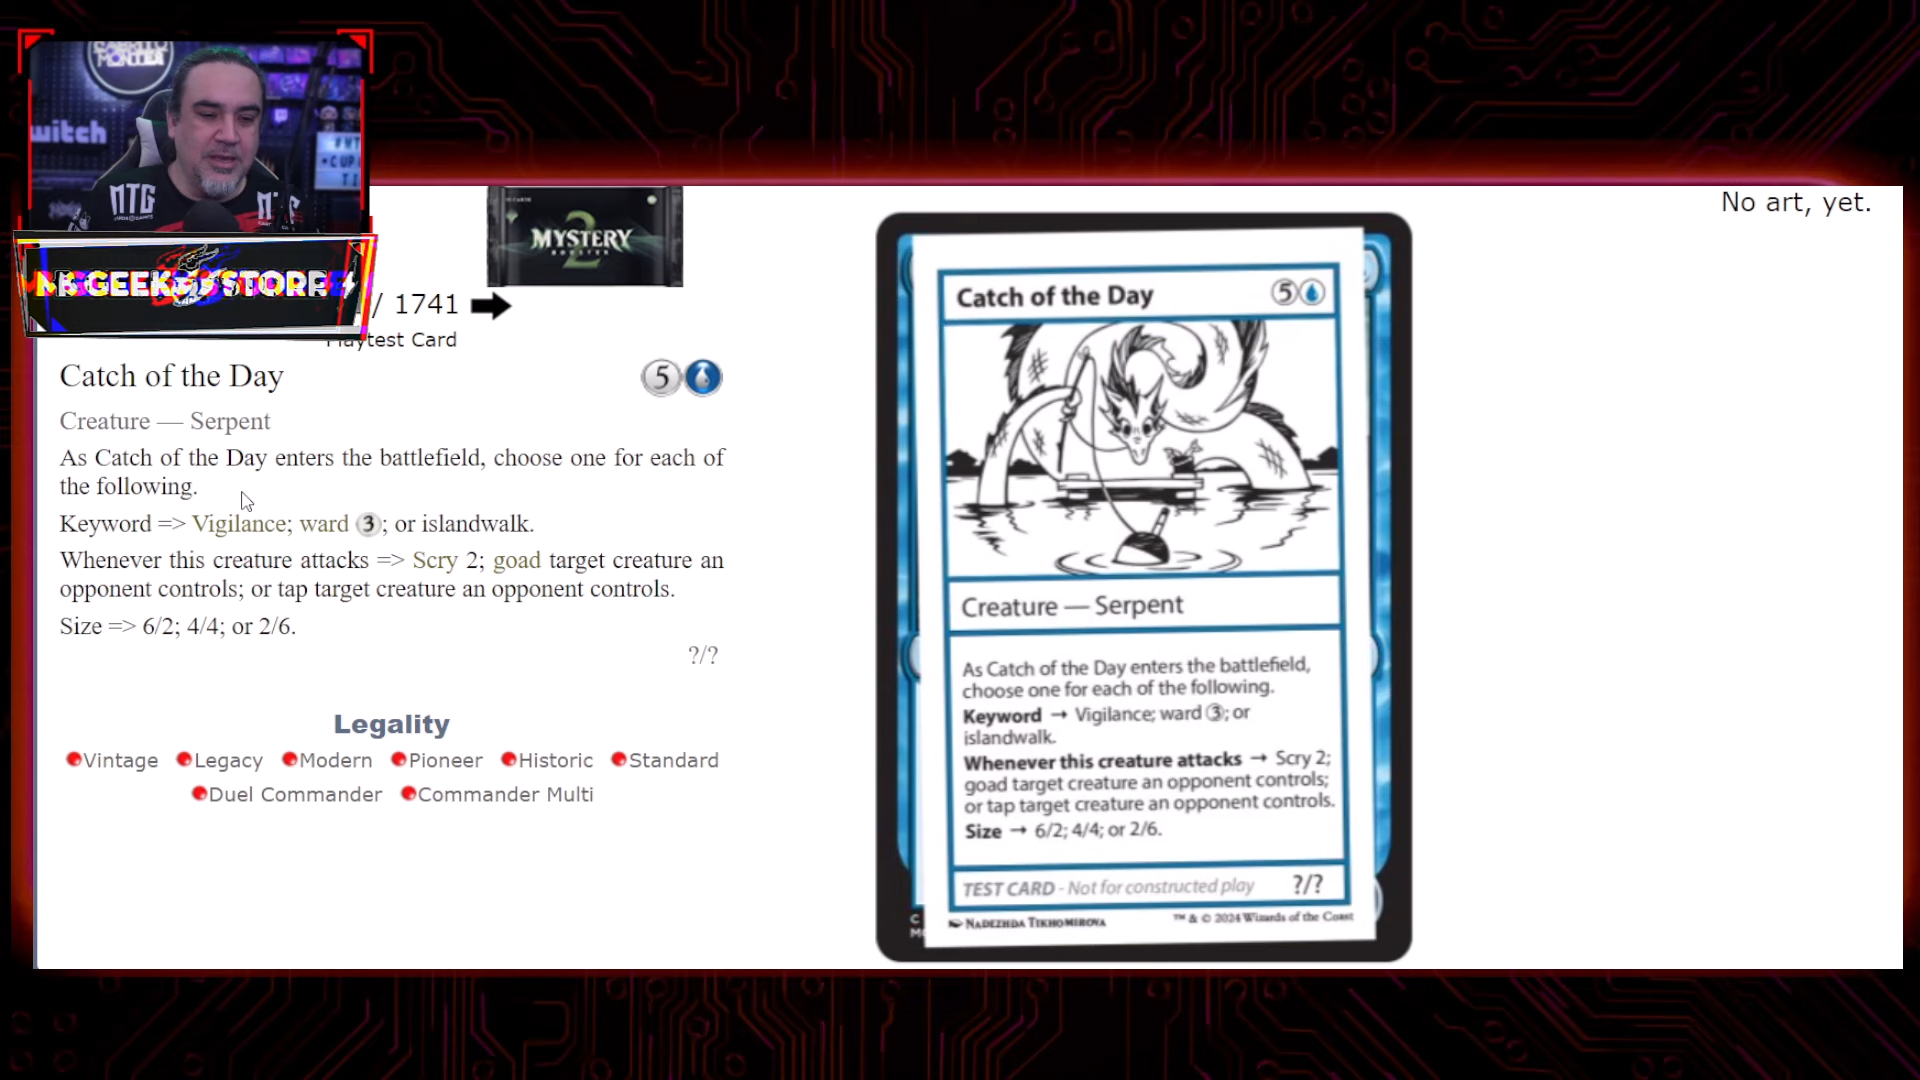 witch
MTG
MYSTERY
2
/ 1741
Playtest Card
Catch of the Day
5
Creature — Serpent
As Catch of the Day enters the battlefield, choose one for each of
the following.
Keyword => Vigilance; ward 3; or islandwalk.
Whenever this creature attacks => Scry 2; goad target creature an
opponent controls; or tap target creature an opponent controls.
Size => 6/2; 4/4; or 2/6.
?/?
Legality
Vintage Legacy Modern Pioneer Historic Standard
Duel Commander Commander Multi
Catch of the Day 5
Creature — Serpent
As Catch of the Day enters the battlefield,
choose one for each of the following.
Keyword → Vigilance; ward 3; or
islandwalk.
Whenever this creature attacks → Scry 2;
goad target creature an opponent controls;
or tap target creature an opponent controls.
Size → 6/2; 4/4; or 2/6.
TEST CARD - Not for constructed play ?/?
NADEZHDA TIKHOMIROVA ™ & © 2024 Wizards of the Coast
No art, yet.